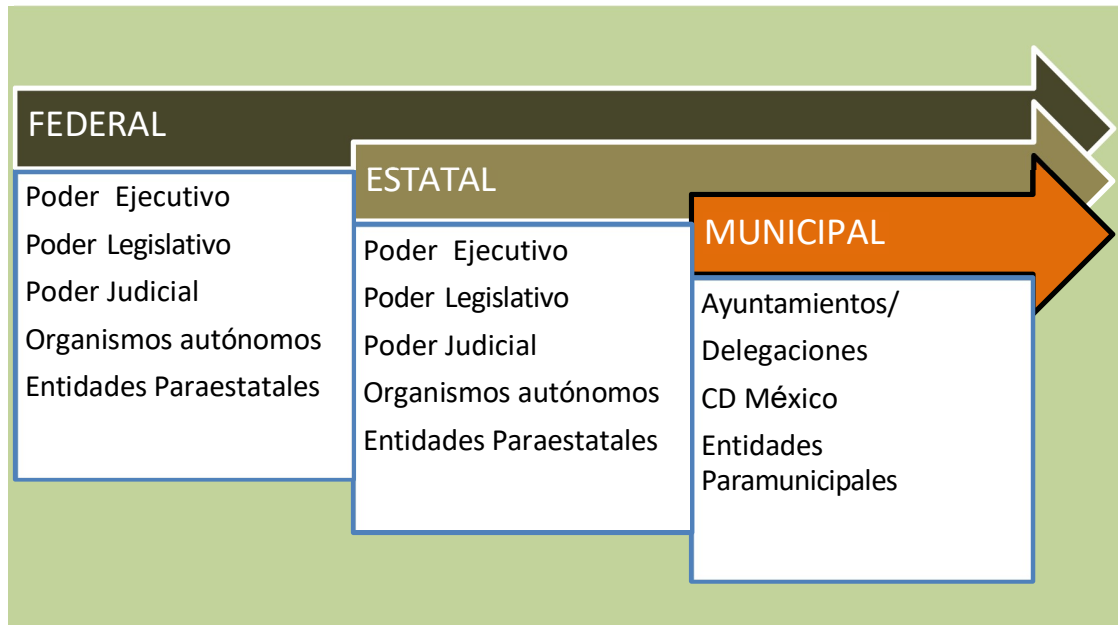 FEDERAL
Poder Ejecutivo
Poder Legislativo
Poder Judicial
Organismos autónomos
Entidades Paraestatales
ESTATAL
Poder Ejecutivo
Poder Legislativo
Poder Judicial
Organismos autónomos
Entidades Paraestatales
MUNICIPAL
Ayuntamientos/
Delegaciones
CD México
Entidades
Paramunicipales